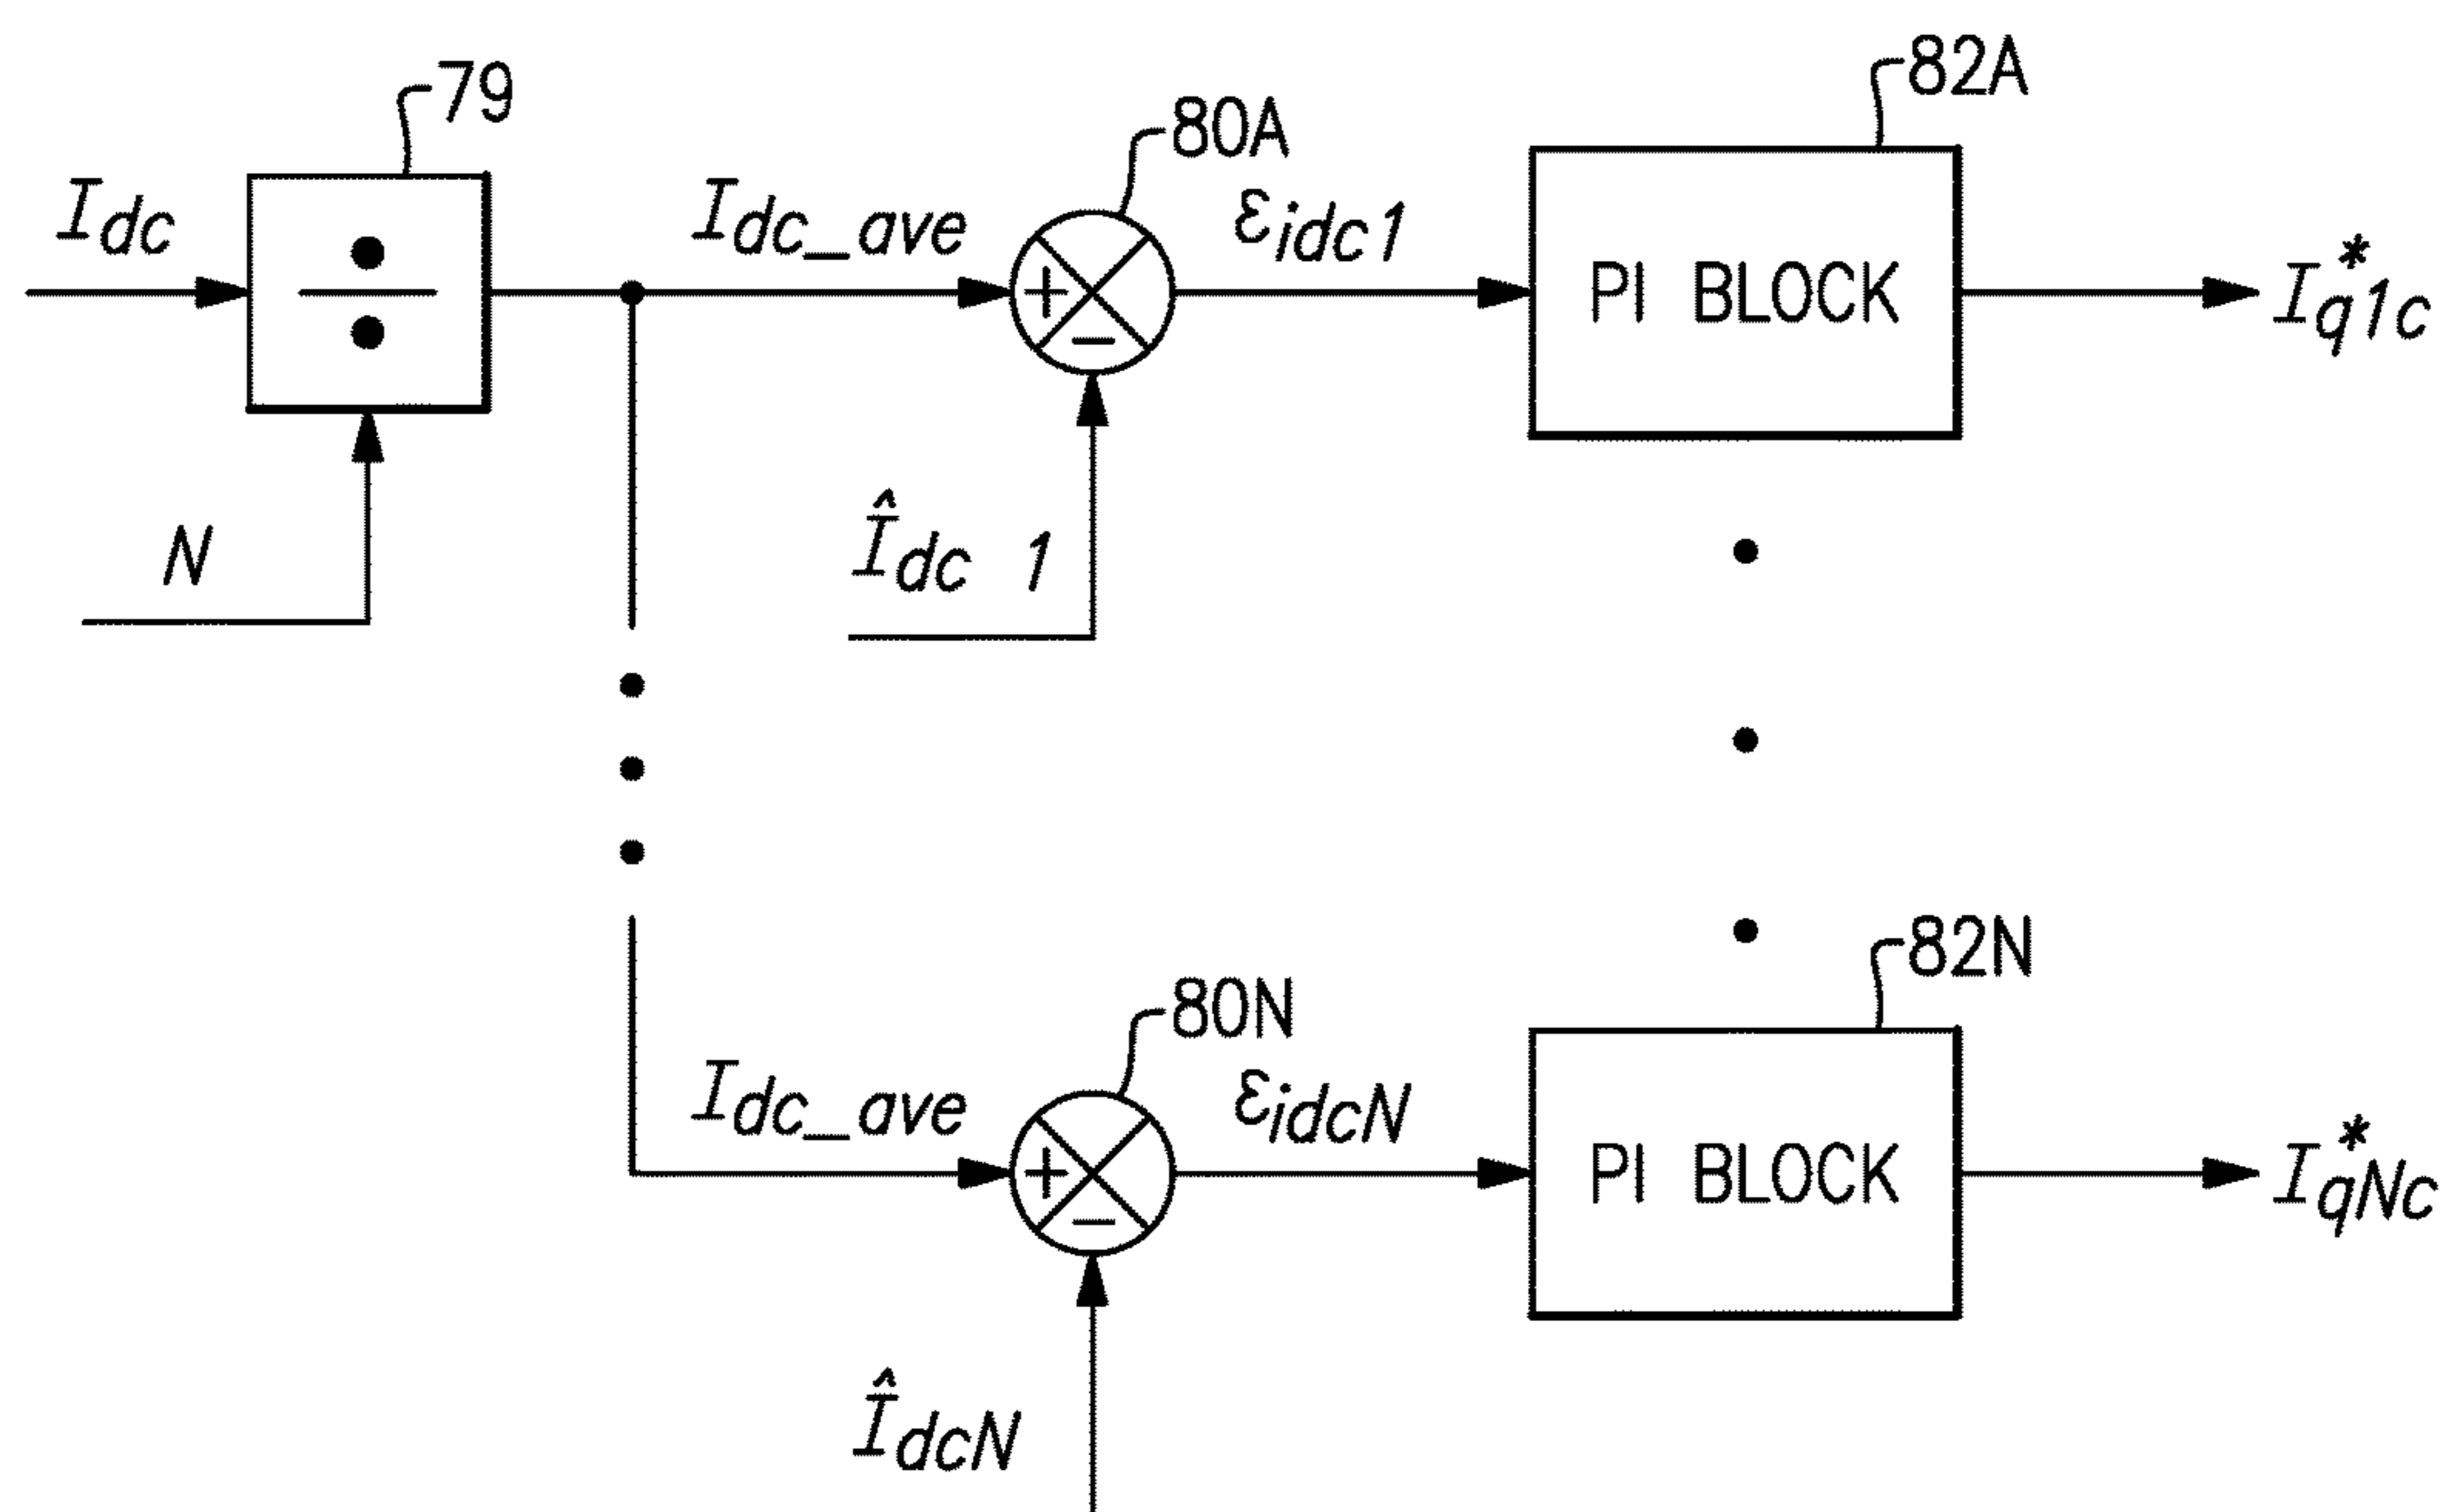 79
80A
82A
I_dc
I_dc_ave
ε_idc1
PI BLOCK
I*_q1c
N
Î_dc 1
80N
82N
I_dc_ave
ε_idcN
PI BLOCK
I*_qNc
Î_dcN